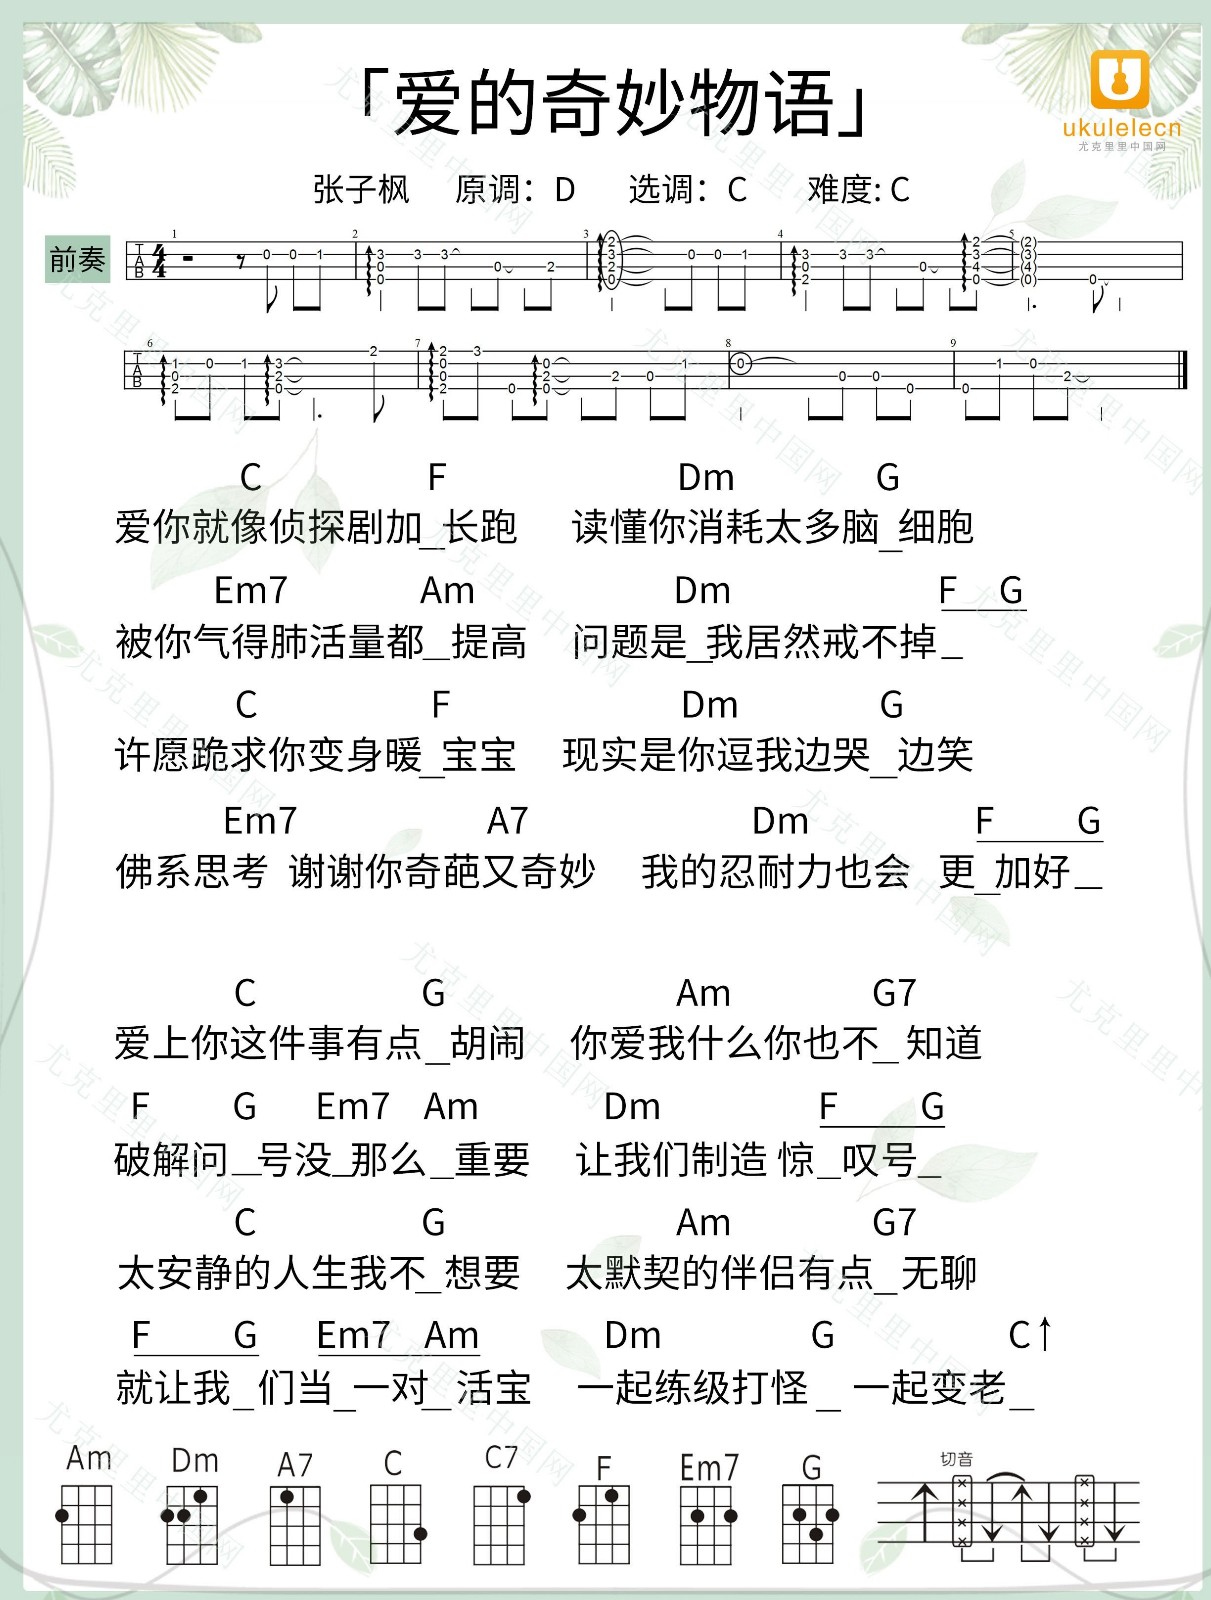 「爱的奇妙物语」
ukulelecn
尤克里里中国网
张子枫 原调：D 选调：C 难度: C
前奏
C F Dm G
爱你就像侦探剧加_长跑 读懂你消耗太多脑_细胞
Em7 Am Dm F G
被你气得肺活量都_提高 问题是_我居然戒不掉_
C F Dm G
许愿跪求你变身暖_宝宝 现实是你逗我边哭_边笑
Em7 A7 Dm F G
佛系思考 谢谢你奇葩又奇妙 我的忍耐力也会 更_加好_
C G Am G7
爱上你这件事有点_胡闹 你爱我什么你也不_知道
F G Em7 Am Dm F G
破解问_号没_那么_重要 让我们制造 惊_叹号_
C G Am G7
太安静的人生我不_想要 太默契的伴侣有点_无聊
F G Em7 Am Dm G C↑
就让我_们当_一对_活宝 一起练级打怪_ 一起变老_
Am Dm A7 C C7 F Em7 G 切音